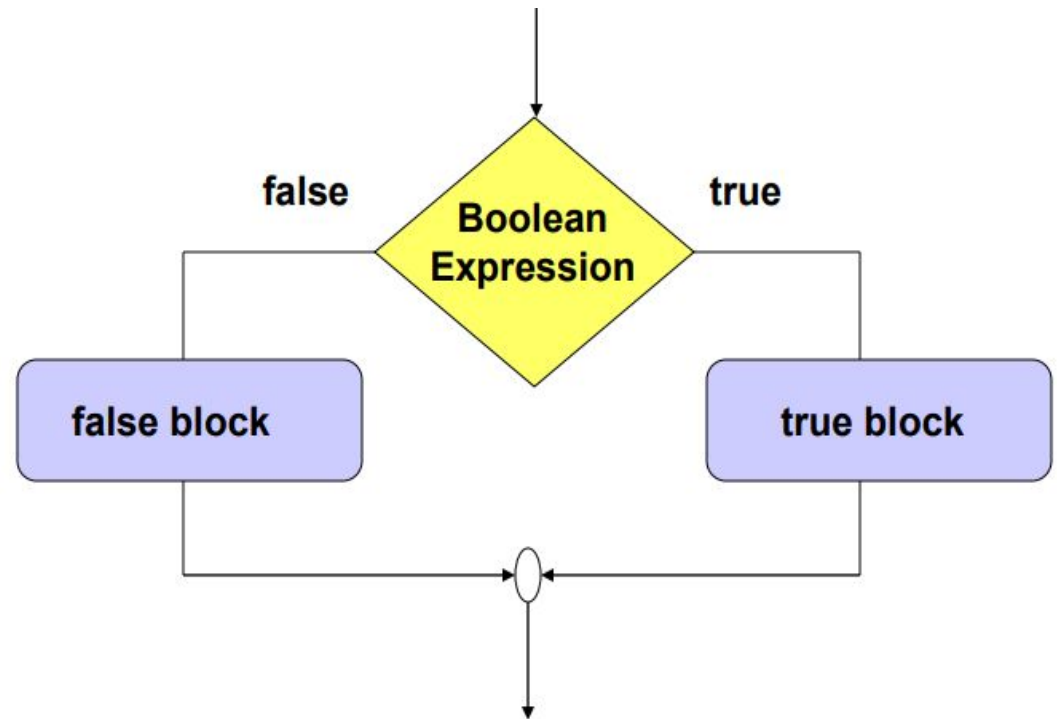 false
true
Boolean
Expression
false block
true block